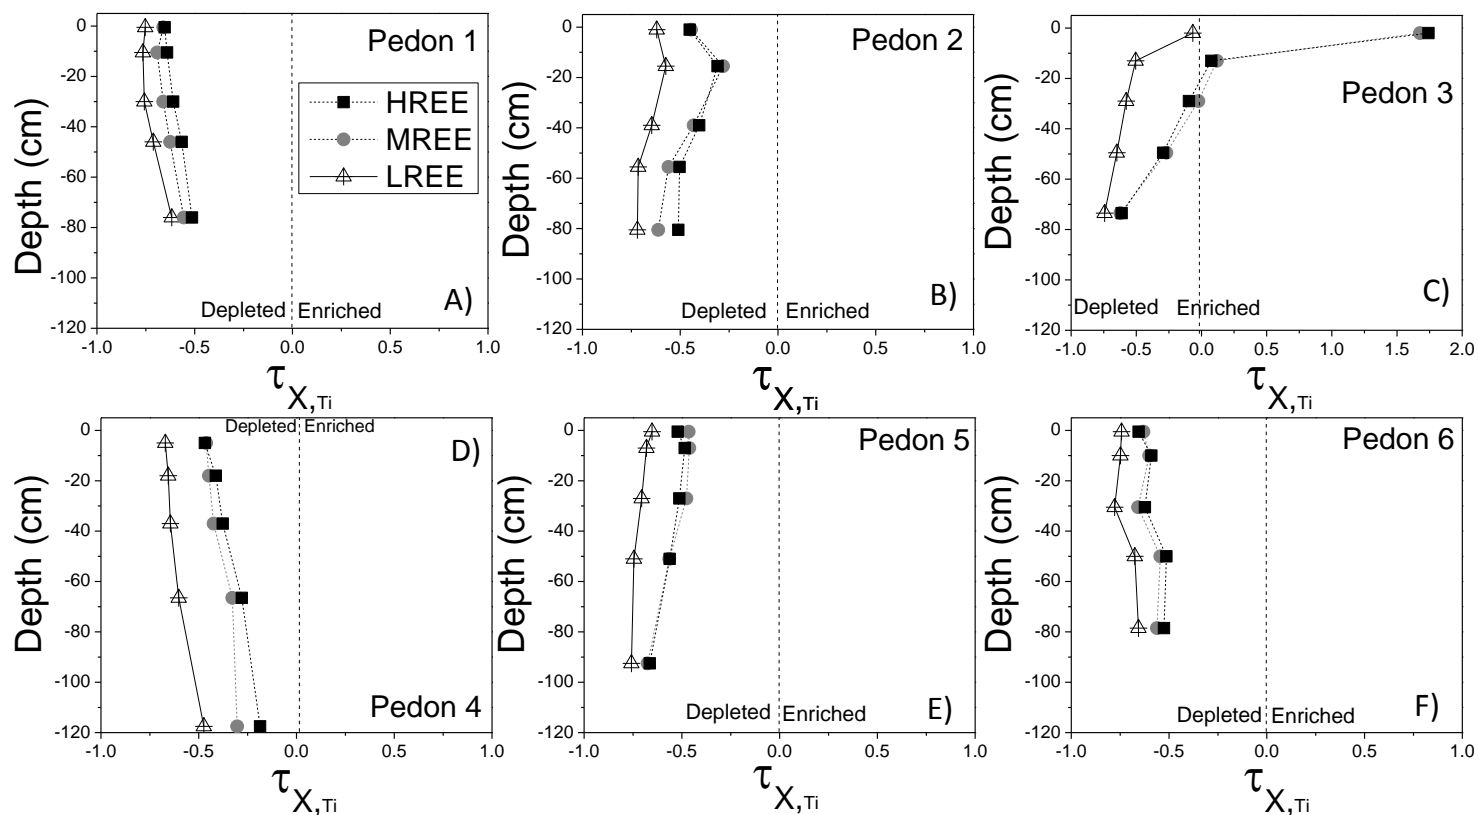 0
-20
-40
-60
-80
-100
-120
Depth (cm)
Pedon 1
HREE
MREE
LREE
Depleted Enriched
A)
-1.0 -0.5 0.0 0.5 1.0
τX,Ti
0
-20
-40
-60
-80
-100
-120
Depth (cm)
Pedon 2
Depleted Enriched
B)
-1.0 -0.5 0.0 0.5 1.0
τX,Ti
0
-20
-40
-60
-80
-100
-120
Depth (cm)
Pedon 3
Depleted Enriched
C)
-1.0 -0.5 0.0 0.5 1.0 1.5 2.0
τX,Ti
0
-20
-40
-60
-80
-100
-120
Depth (cm)
Depleted Enriched
D)
Pedon 4
-1.0 -0.5 0.0 0.5 1.0
τX,Ti
0
-20
-40
-60
-80
-100
-120
Depth (cm)
Pedon 5
Depleted Enriched
E)
-1.0 -0.5 0.0 0.5 1.0
τX,Ti
0
-20
-40
-60
-80
-100
-120
Depth (cm)
Pedon 6
Depleted Enriched
F)
-1.0 -0.5 0.0 0.5 1.0
τX,Ti